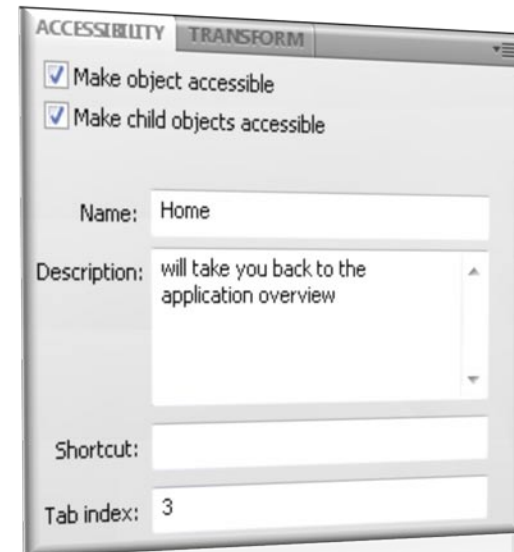 ACCESSIBILITY TRANSFORM
Make object accessible
Make child objects accessible
Name: Home
Description: will take you back to the
application overview
Shortcut:
Tab index: 3